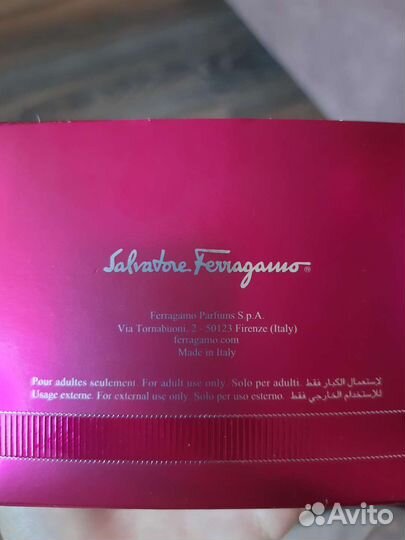 Salvatore Ferragamo®
Ferragamo Parfums S.p.A.
Via Tornabuoni, 2 - 50123 Firenze (Italy)
ferragamo.com
Made in Italy
Pour adultes seulement. For adult use only. Solo per adulti. لاستعمال الكبار فقط.
Usage externe. For external use only. Solo per uso esterno. للإستخدام الخارجي فقط.
Avito